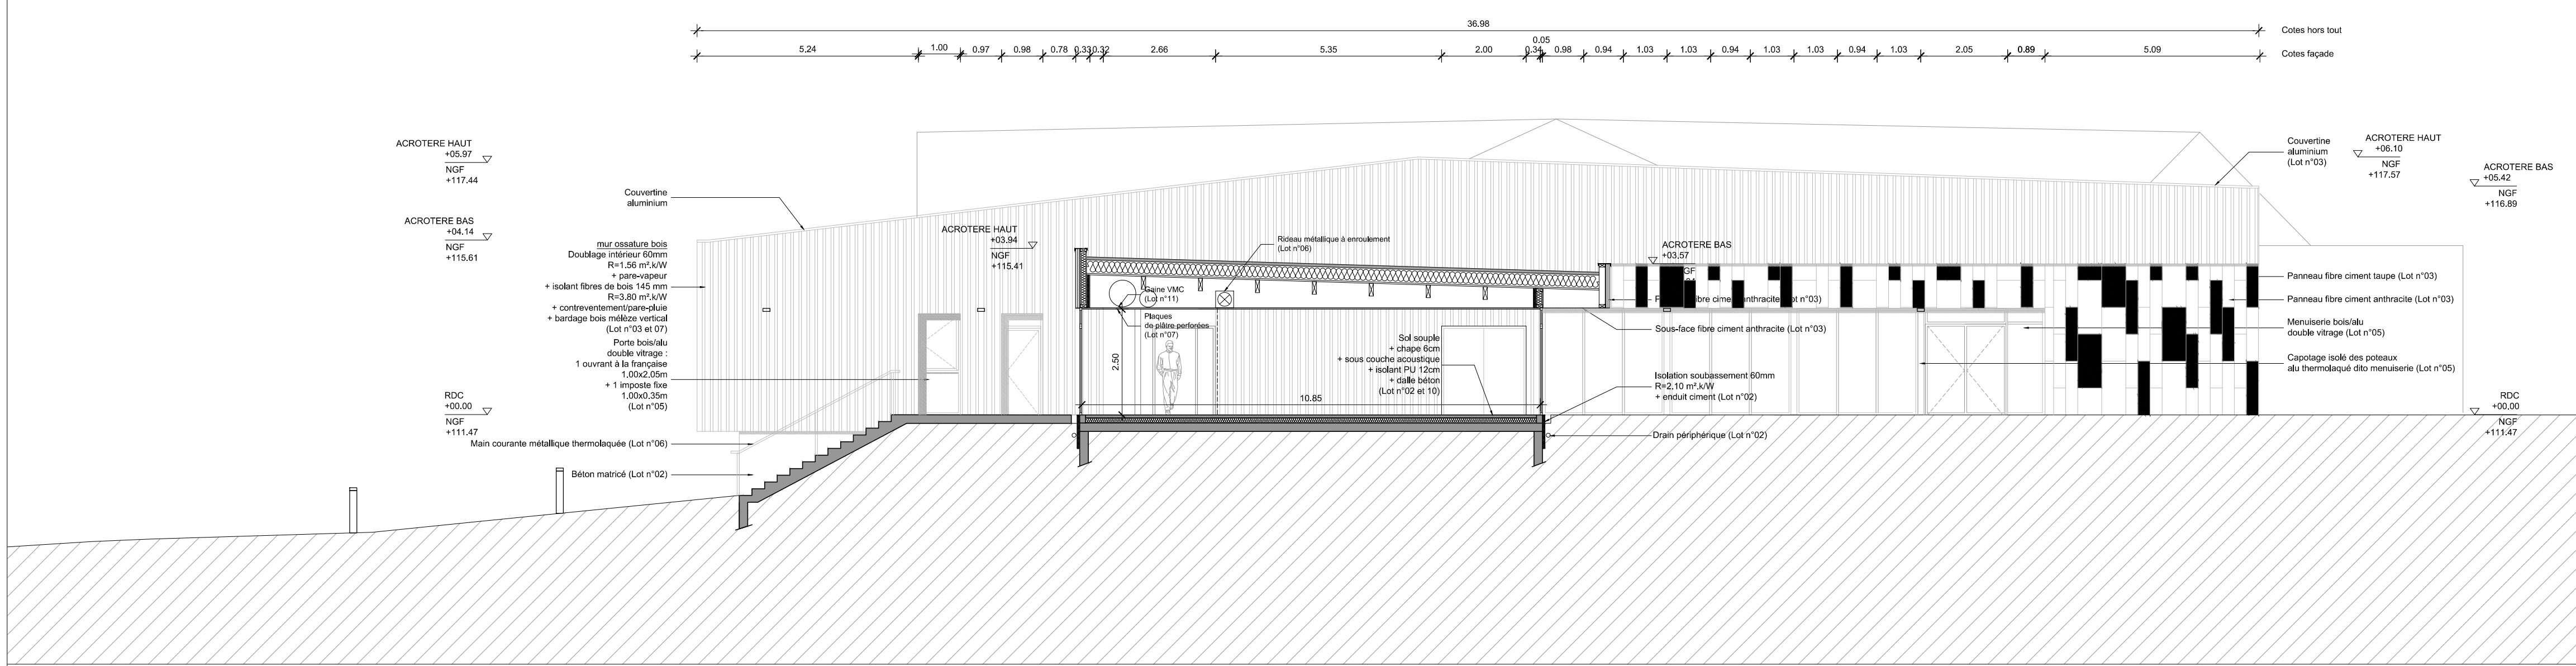 36.98
Cotes hors tout
0.05
5.24 1.00 0.97 0.98 0.78 0.33 0.32 2.66 5.35 2.00 0.34 0.98 0.94 1.03 1.03 0.94 1.03 1.03 0.94 1.03 2.05 0.89 5.09
Cotes façade
ACROTERE HAUT
+05.97
NGF
+117.44
ACROTERE BAS
+04.14
NGF
+115.61
RDC
+00.00
NGF
+111.47
Couvertine
aluminium
mur ossature bois
Doublage intérieur 60mm
R=1.56 m².k/W
+ pare-vapeur
+ isolant fibres de bois 145 mm
R=3.80 m².k/W
+ contreventement/pare-pluie
+ bardage bois mélèze vertical
(Lot n°03 et 07)
Porte bois/alu
double vitrage :
1 ouvrant à la française
1,00x2,05m
+ 1 imposte fixe
1.00x0.35m
(Lot n°05)
Main courante métallique thermolaquée (Lot n°06)
Béton matricé (Lot n°02)
ACROTERE HAUT
+03.94
NGF
+115.41
Rideau métallique à enroulement
(Lot n°06)
Gaine VMC
(Lot n°11)
Plaques
de plâtre perforées
(Lot n°07)
2.50
10.85
Sol souple
+ chape 6cm
+ sous couche acoustique
+ isolant PU 12cm
+ dalle béton
(Lot n°02 et 10)
ACROTERE BAS
+03.57
fibre ciment anthracite (Lot n°03)
Sous-face fibre ciment anthracite (Lot n°03)
Isolation soubassement 60mm
R=2,10 m².k/W
+ enduit ciment (Lot n°02)
Drain périphérique (Lot n°02)
Couvertine
aluminium
(Lot n°03)
ACROTERE HAUT
+06.10
NGF
+117.57
ACROTERE BAS
+05.42
NGF
+116.89
Panneau fibre ciment taupe (Lot n°03)
Panneau fibre ciment anthracite (Lot n°03)
Menuiserie bois/alu
double vitrage (Lot n°05)
Capotage isolé des poteaux
alu thermolaqué dito menuiserie (Lot n°05)
RDC
+00,00
NGF
+111.47